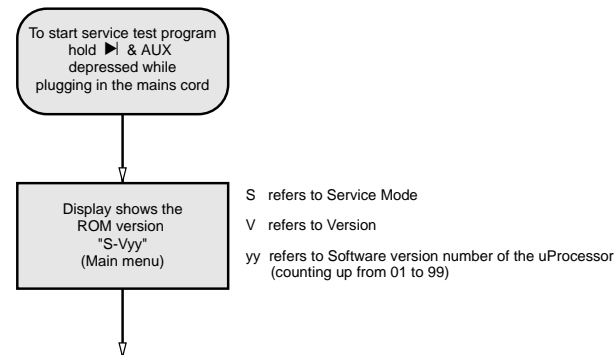 To start service test program
hold ▶| & AUX
depressed while
plugging in the mains cord
Display shows the
ROM version
"S-Vyy"
(Main menu)
S refers to Service Mode
V refers to Version
yy refers to Software version number of the uProcessor
(counting up from 01 to 99)